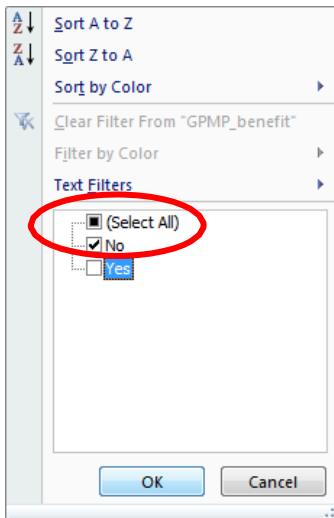 A
Z
Sort A to Z
Z
A
Sort Z to A
Sort by Color
Clear Filter From "GPMP_benefit"
Filter by Color
Text Filters
(Select All)
No
Yes
OK
Cancel